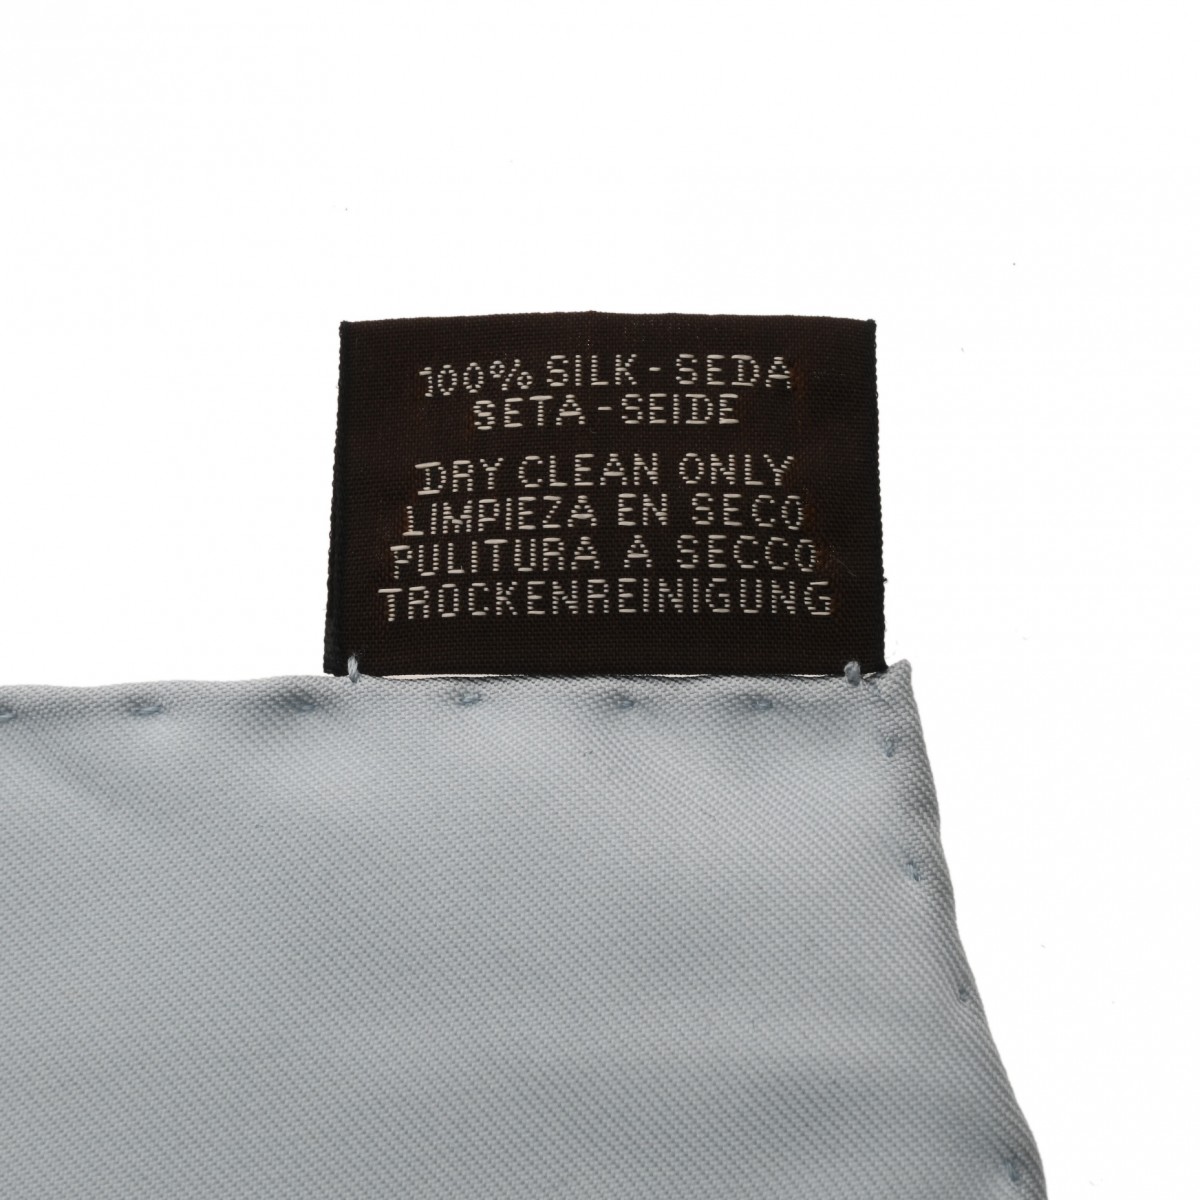 100% SILK - SEDA
SETA - SEIDE
DRY CLEAN ONLY
LIMPIEZA EN SECO
PULITURA A SECCO
TROCKENREINIGUNG